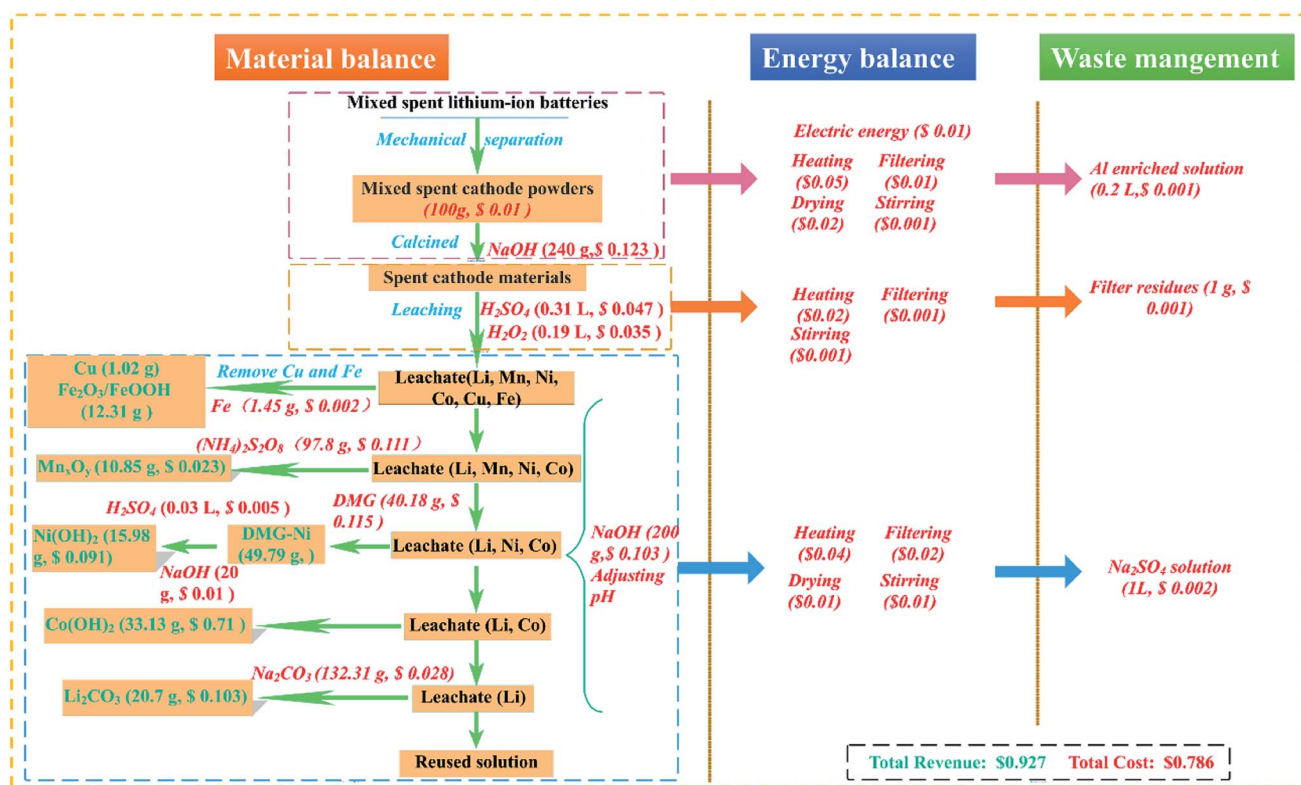 Material balance
Energy balance
Waste mangement
Mixed spent lithium-ion batteries
Mechanical separation
Mixed spent cathode powders
(100g, $ 0.01 )
Calcined
NaOH (240 g,$ 0.123 )
Electric energy ($ 0.01)
Heating
($0.05)
Filtering
($0.01)
Drying
($0.02)
Stirring
($0.001)
Al enriched solution
(0.2 L,$ 0.001)
Spent cathode materials
Leaching
H₂SO₄ (0.31 L, $ 0.047 )
H₂O₂ (0.19 L, $ 0.035 )
Heating
($0.02)
Filtering
($0.001)
Stirring
($0.001)
Filter residues (1 g, $
0.001)
Cu (1.02 g)
Fe₂O₃/FeOOH
(12.31 g )
Remove Cu and Fe
Fe（1.45 g, $ 0.002 )
Leachate(Li, Mn, Ni,
Co, Cu, Fe)
(NH₄)₂S₂O₈（97.8 g, $ 0.111)
MnₓOᵧ (10.85 g, $ 0.023)
Leachate (Li, Mn, Ni, Co)
H₂SO₄ (0.03 L, $ 0.005 )
DMG (40.18 g, $
0.115)
Ni(OH)₂ (15.98
g, $ 0.091)
DMG-Ni
(49.79 g, )
Leachate (Li, Ni, Co)
NaOH (20
g, $ 0.01 )
NaOH (200
g,$ 0.103 )
Adjusting
pH
Co(OH)₂ (33.13 g, $ 0.71 )
Leachate (Li, Co)
Na₂CO₃ (132.31 g, $ 0.028)
Li₂CO₃ (20.7 g, $ 0.103)
Leachate (Li)
Reused solution
Heating
($0.04)
Filtering
($0.02)
Drying
($0.01)
Stirring
($0.01)
Na₂SO₄ solution
(1L, $ 0.002)
Total Revenue: $0.927 Total Cost: $0.786